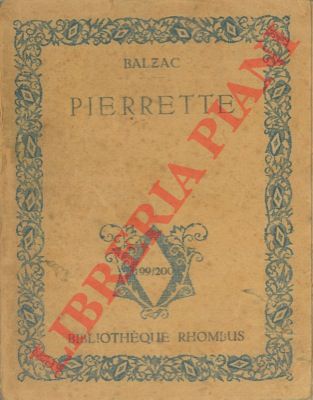 BALZAC
PIERRETTE
199/200
BIBLIOTHÈQUE RHOMBUS
LIBRERIA PIANI